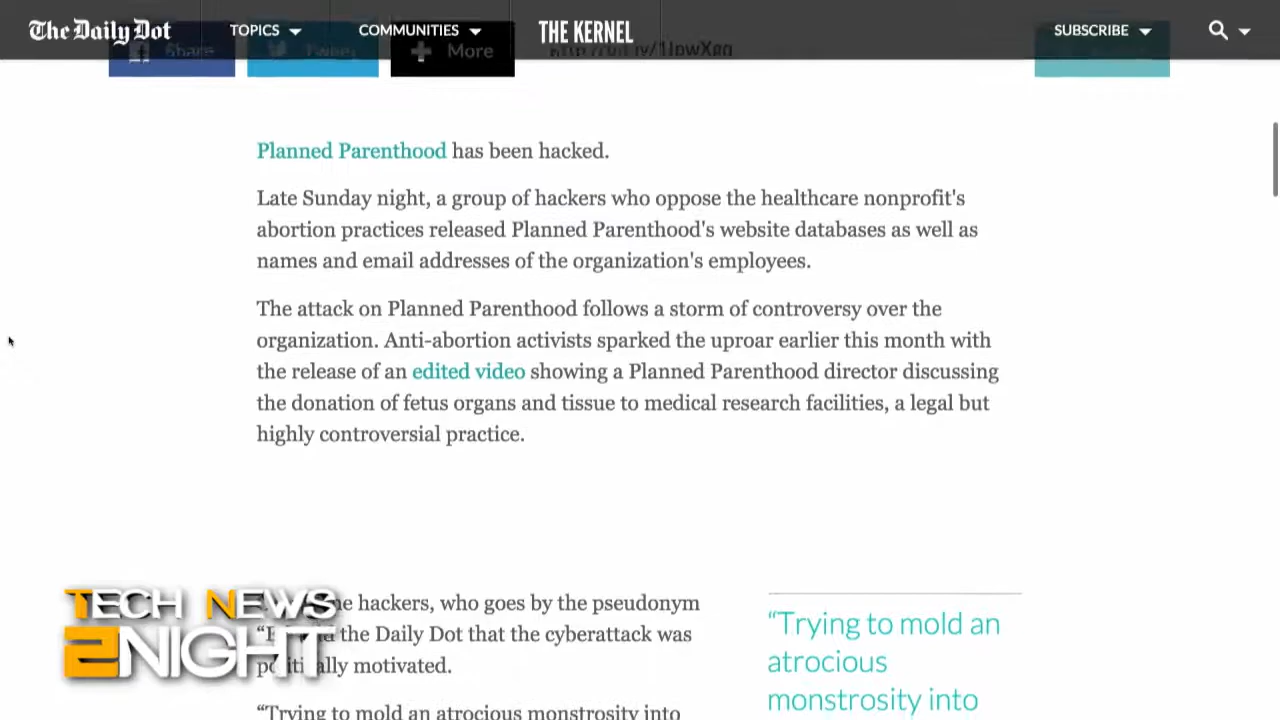 The Daily Dot TOPICS COMMUNITIES THE KERNEL SUBSCRIBE
Share Tweet More
Planned Parenthood has been hacked.
Late Sunday night, a group of hackers who oppose the healthcare nonprofit's
abortion practices released Planned Parenthood's website databases as well as
names and email addresses of the organization's employees.
The attack on Planned Parenthood follows a storm of controversy over the
organization. Anti-abortion activists sparked the uproar earlier this month with
the release of an edited video showing a Planned Parenthood director discussing
the donation of fetus organs and tissue to medical research facilities, a legal but
highly controversial practice.
hackers, who goes by the pseudonym
the Daily Dot that the cyberattack was
politically motivated.
“Trying to mold an atrocious monstrosity into
“Trying to mold an
atrocious
monstrosity into
TECH NEWS
2NIGHT